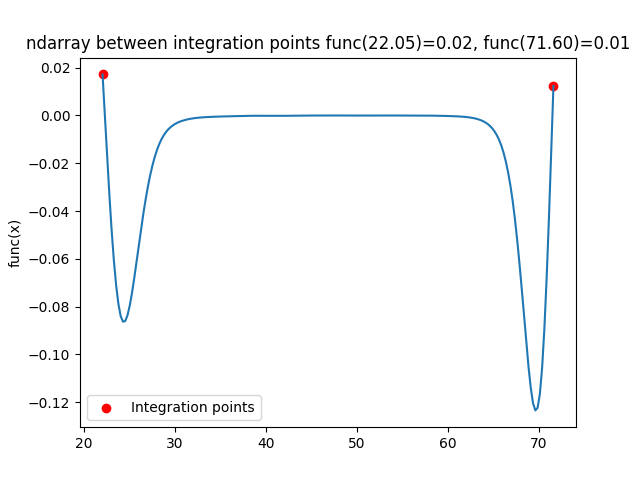 ndarray between integration points func(22.05)=0.02, func(71.60)=0.01
0.02
0.00
−0.02
−0.04
−0.06
−0.08
−0.10
−0.12
func(x)
Integration points
20 30 40 50 60 70